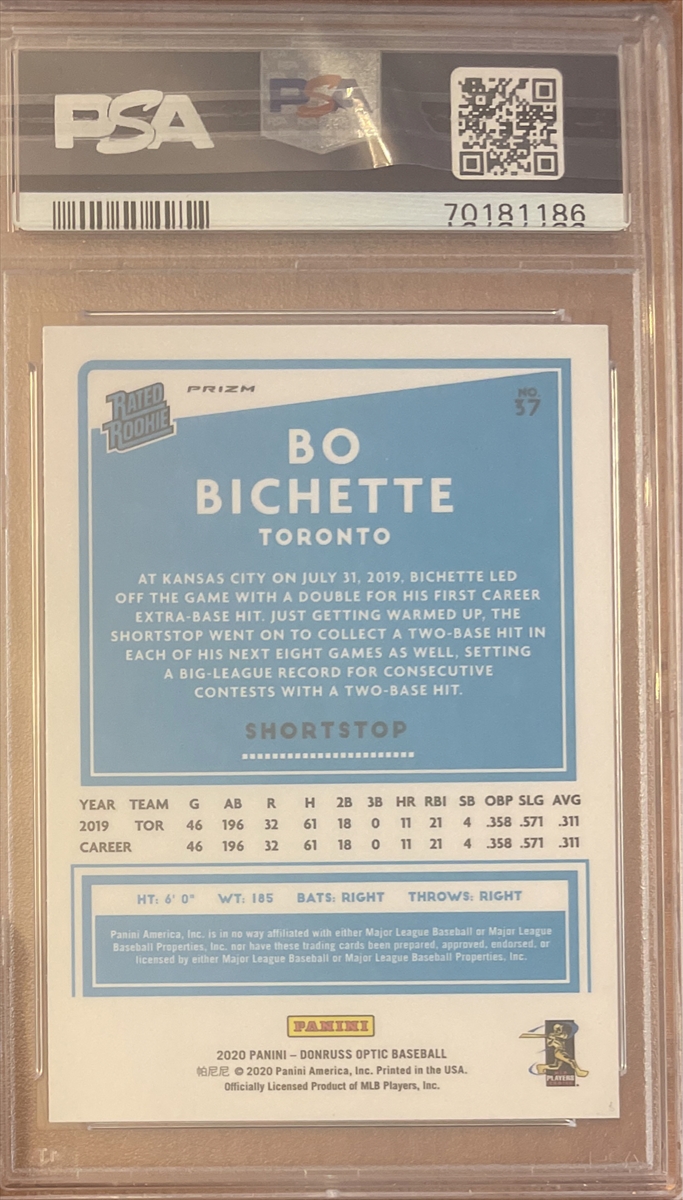 PSA
PSA
70181186
RATED ROOKIE
PRIZM
NO.
37
BO
BICHETTE
TORONTO
AT KANSAS CITY ON JULY 31, 2019, BICHETTE LED
OFF THE GAME WITH A DOUBLE FOR HIS FIRST CAREER
EXTRA-BASE HIT. JUST GETTING WARMED UP, THE
SHORTSTOP WENT ON TO COLLECT A TWO-BASE HIT IN
EACH OF HIS NEXT EIGHT GAMES AS WELL, SETTING
A BIG-LEAGUE RECORD FOR CONSECUTIVE
CONTESTS WITH A TWO-BASE HIT.
SHORTSTOP
YEAR TEAM G AB R H 2B 3B HR RBI SB OBP SLG AVG
2019 TOR 46 196 32 61 18 0 11 21 4 .358 .571 .311
CAREER 46 196 32 61 18 0 11 21 4 .358 .571 .311
HT: 6' 0" WT: 185 BATS: RIGHT THROWS: RIGHT
Panini America, Inc. is in no way affiliated with either Major League Baseball or Major League
Baseball Properties, Inc. nor have these trading cards been prepared, approved, endorsed, or
licensed by either Major League Baseball or Major League Baseball Properties, Inc.
PANINI
2020 PANINI – DONRUSS OPTIC BASEBALL
帕尼尼 © 2020 Panini America, Inc. Printed in the USA.
Officially Licensed Product of MLB Players, Inc.
MLB
PLAYERS